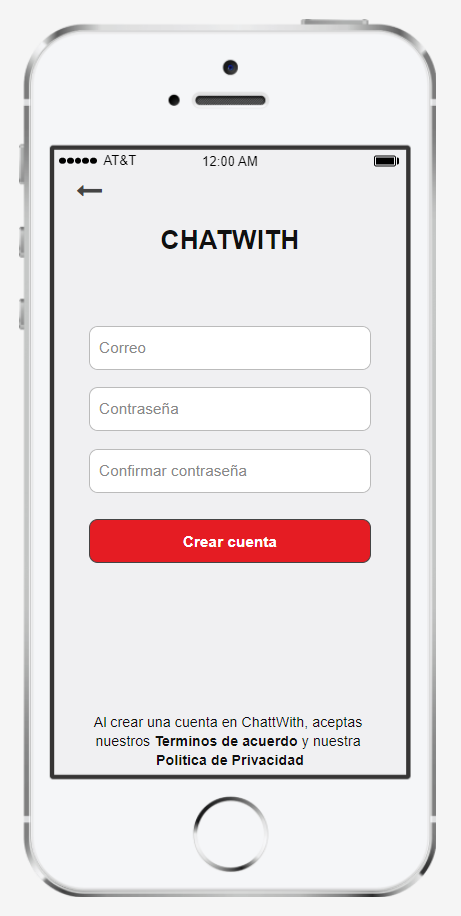 AT&T 12:00 AM
CHATWITH
Correo
Contraseña
Confirmar contraseña
Crear cuenta
Al crear una cuenta en ChattWith, aceptas
nuestros Terminos de acuerdo y nuestra
Politica de Privacidad